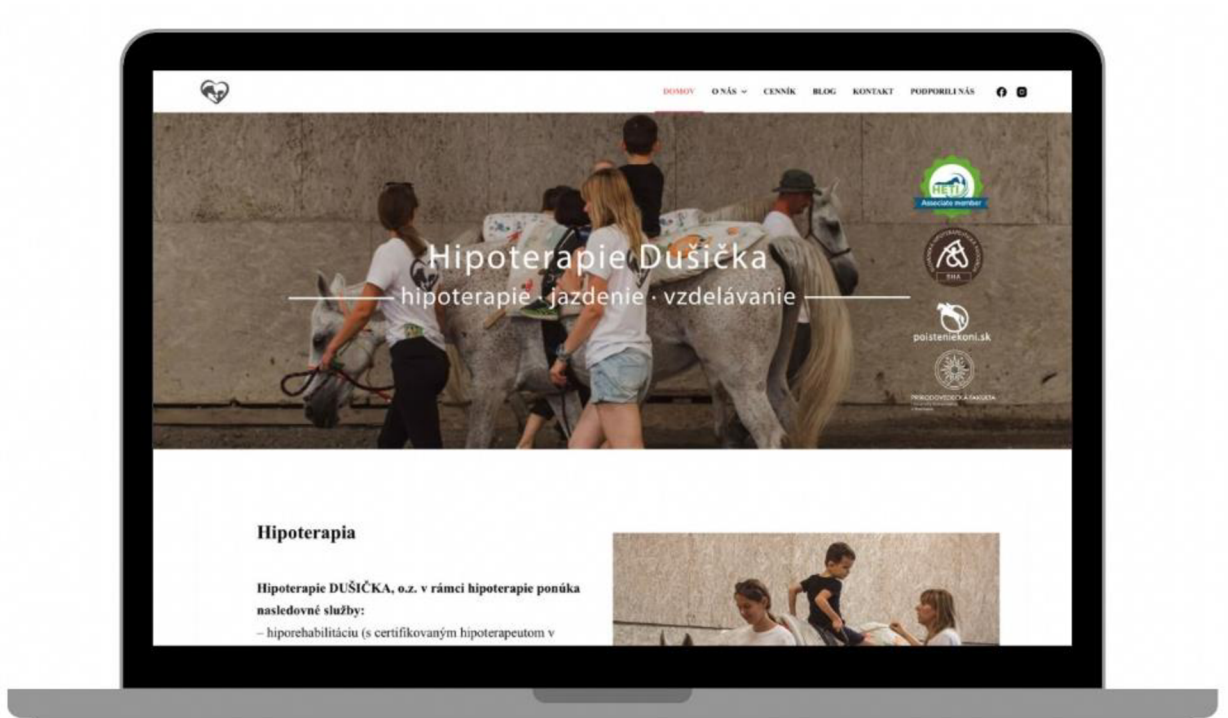 DOMOV O NÁS CENNÍK BLOG KONTAKT PODPORILI NÁS
HETI
Associate member
BHA
poisteniekoni.sk
PRÍRODOVEDECKÁ FAKULTA
Hipoterapie Dušička
hipoterapie · jazdenie · vzdelávanie
Hipoterapia
Hipoterapie DUŠIČKA, o.z. v rámci hipoterapie ponúka
nasledovné služby:
– hiporehabilitáciu (s certifikovaným hipoterapeutom v